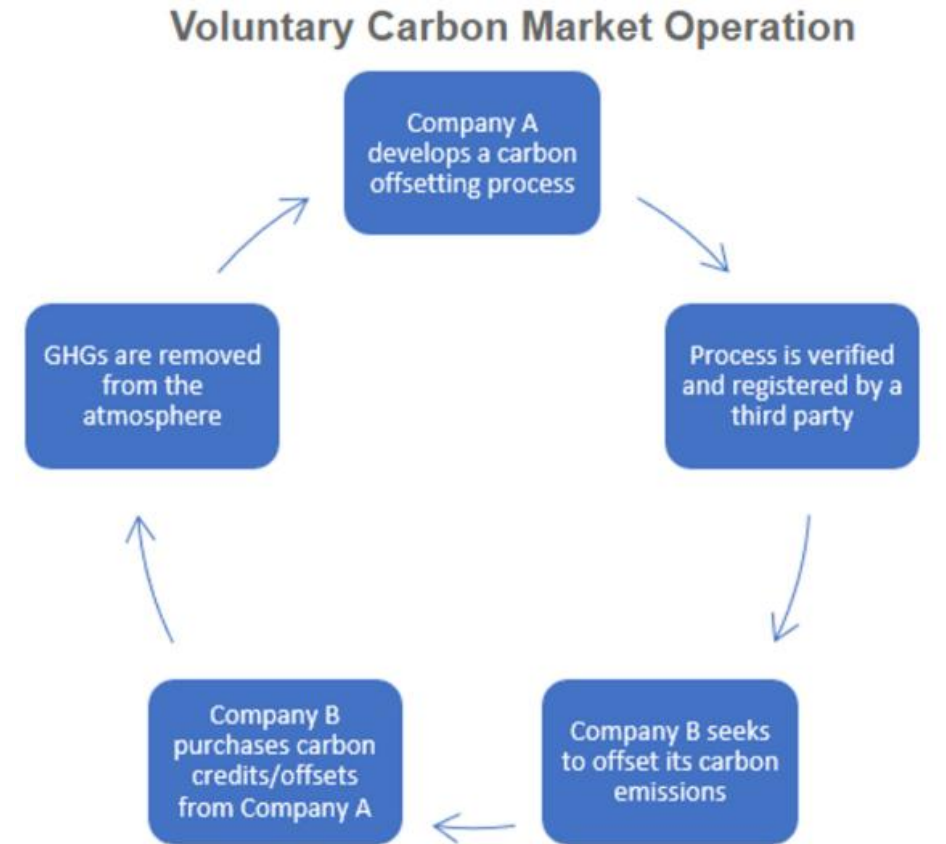 Voluntary Carbon Market Operation
Company A
develops a carbon
offsetting process
Process is verified
and registered by a
third party
Company B seeks
to offset its carbon
emissions
Company B
purchases carbon
credits/offsets
from Company A
GHGs are removed
from the
atmosphere